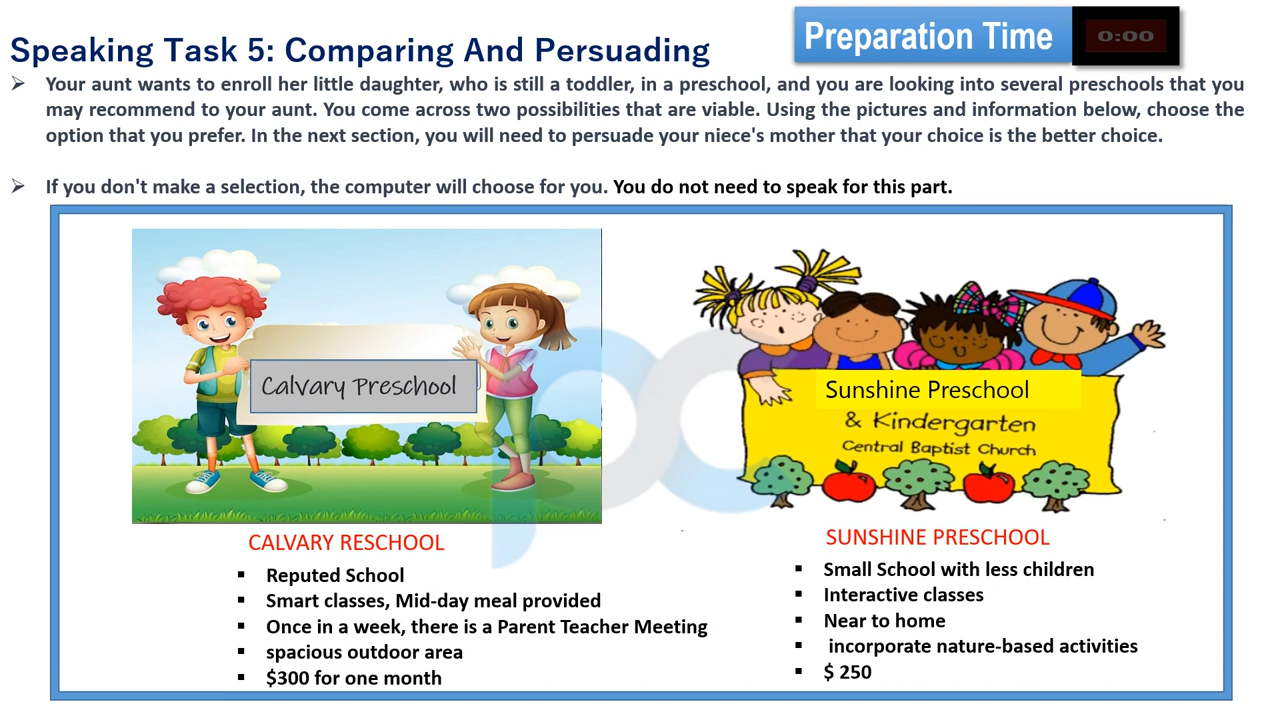 Speaking Task 5: Comparing And Persuading
Preparation Time
0:00
Your aunt wants to enroll her little daughter, who is still a toddler, in a preschool, and you are looking into several preschools that you
may recommend to your aunt. You come across two possibilities that are viable. Using the pictures and information below, choose the
option that you prefer. In the next section, you will need to persuade your niece's mother that your choice is the better choice.
If you don't make a selection, the computer will choose for you. You do not need to speak for this part.
Calvary Preschool
CALVARY RESCHOOL
Reputed School
Smart classes, Mid-day meal provided
Once in a week, there is a Parent Teacher Meeting
spacious outdoor area
$300 for one month
Sunshine Preschool
& Kindergarten
Central Baptist Church
SUNSHINE PRESCHOOL
Small School with less children
Interactive classes
Near to home
incorporate nature-based activities
$ 250